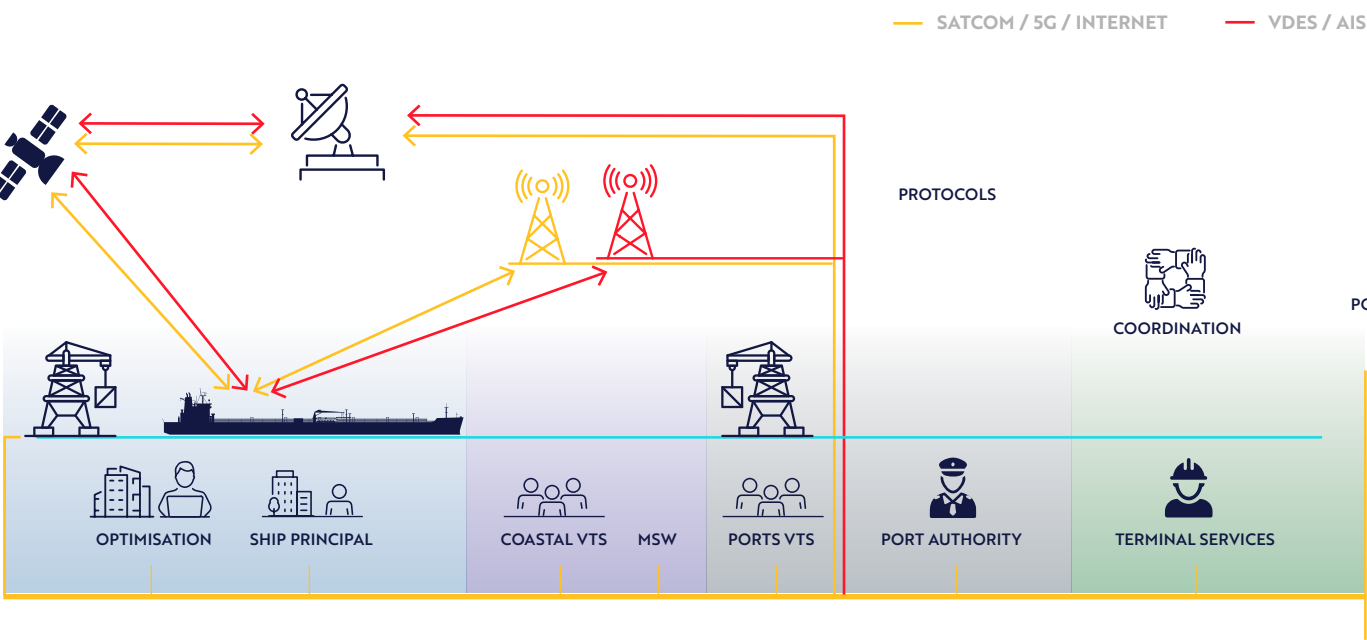 SATCOM / 5G / INTERNET
VDES / AIS
PROTOCOLS
COORDINATION
OPTIMISATION
SHIP PRINCIPAL
COASTAL VTS
MSW
PORTS VTS
PORT AUTHORITY
TERMINAL SERVICES